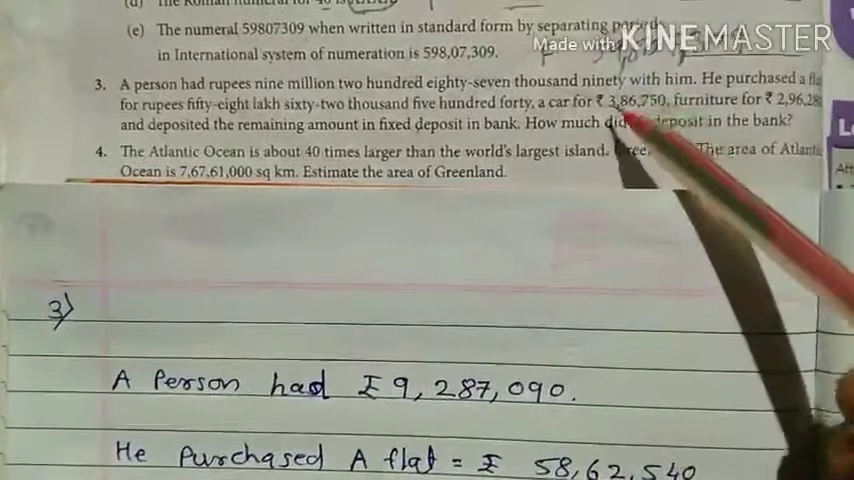 (e) The numeral 59807309 when written in standard form by separating periods
in International system of numeration is 598,07,309.
Made with KINEMASTER
3. A person had rupees nine million two hundred eighty-seven thousand ninety with him. He purchased a
for rupees fifty-eight lakh sixty-two thousand five hundred forty, a car for ₹ 3,86,750, furniture for ₹ 2,96,28
and deposited the remaining amount in fixed deposit in bank. How much did deposit in the bank?
4. The Atlantic Ocean is about 40 times larger than the world's largest island. The area of
Ocean is 7,67,61,000 sq km. Estimate the area of Greenland.
3)
A Person had ₹ 9,287,090.
He Purchased A flat = ₹ 58,62,540